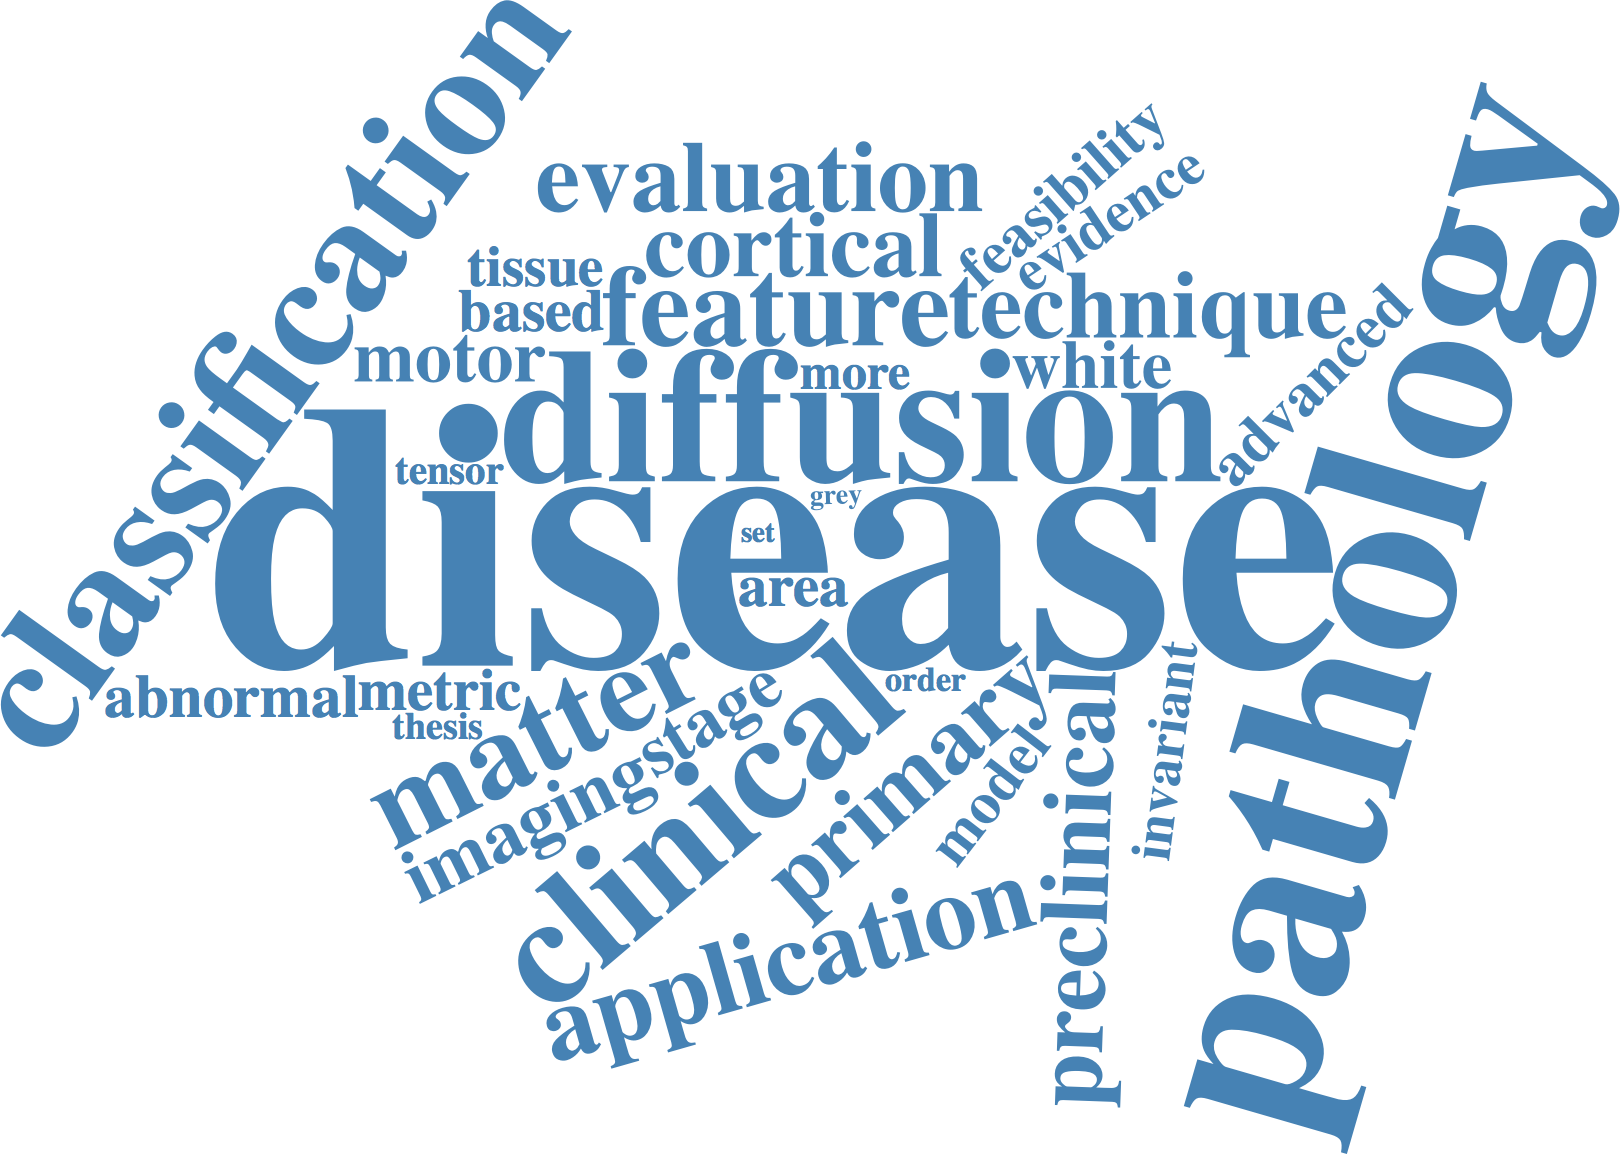 classification
evaluation
feasibility
evidence
cortical
tissue
based
feature
technique
motor
more
white
advanced
diffusion
pathology
tensor
disease
grey
set
area
abnormal
metric
thesis
matter
imaging
stage
clinical
order
primary
model
preclinical
invariant
application